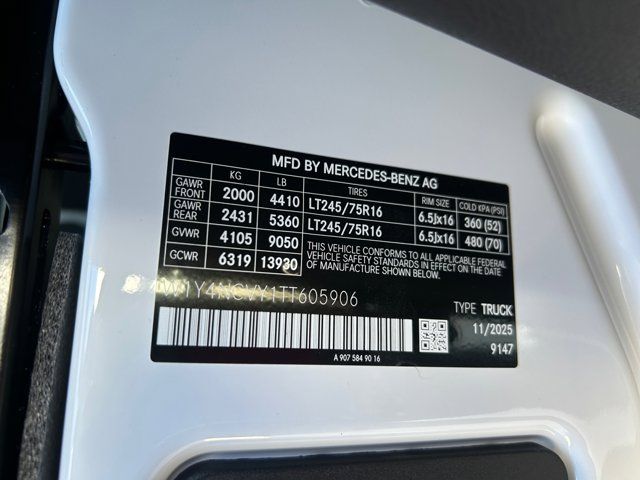 MFD BY MERCEDES-BENZ AG
KG LB TIRES RIM SIZE COLD KPA (PSI)
GAWR FRONT 2000 4410 LT245/75R16 6.5Jx16 360 (52)
GAWR REAR 2431 5360 LT245/75R16 6.5Jx16 480 (70)
GVWR 4105 9050
GCWR 6319 13930
THIS VEHICLE CONFORMS TO ALL APPLICABLE
FEDERAL MOTOR VEHICLE SAFETY
STANDARDS IN EFFECT ON THE DATE
OF MANUFACTURE SHOWN ABOVE.
W1Y4NCVY1TT605906
TYPE TRUCK
11/2025
9147
A 907 584 90 16